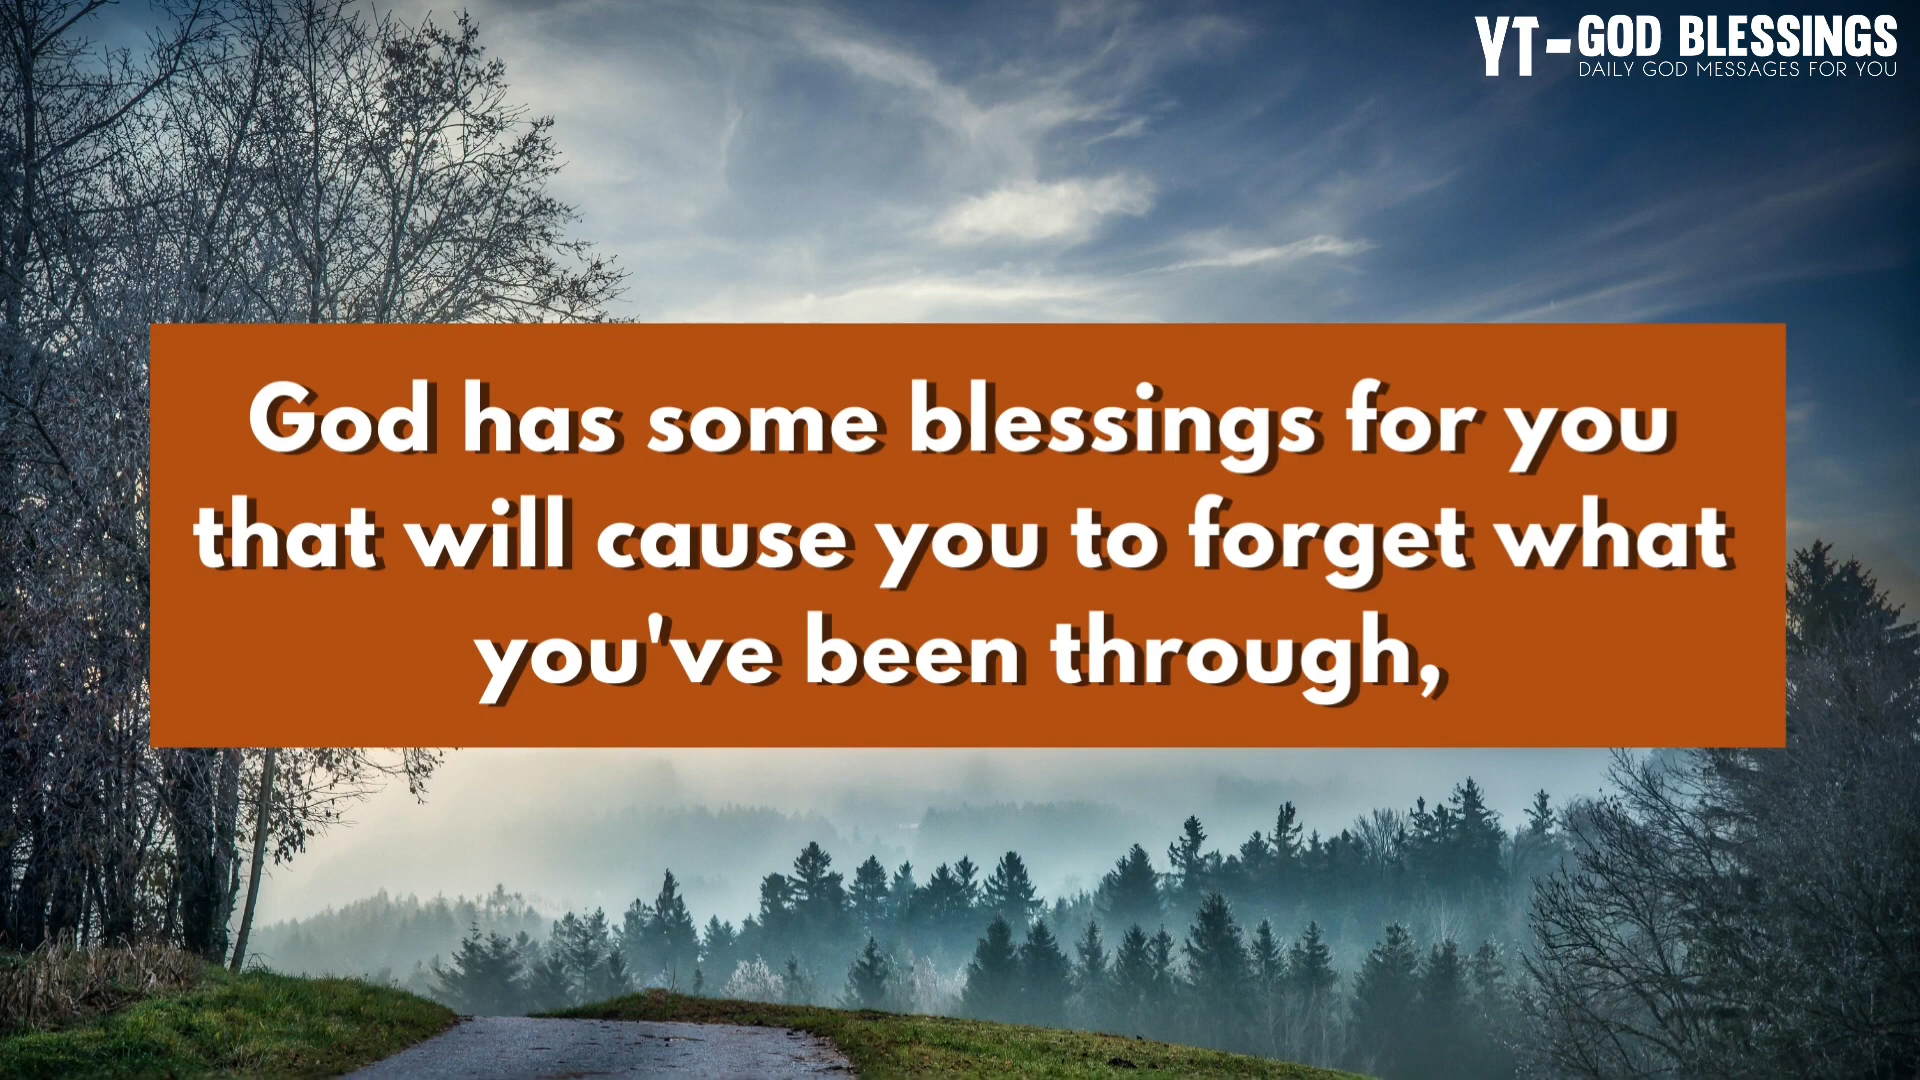 YT-GOD BLESSINGS
DAILY GOD MESSAGES FOR YOU
God has some blessings for you
that will cause you to forget what
you've been through,